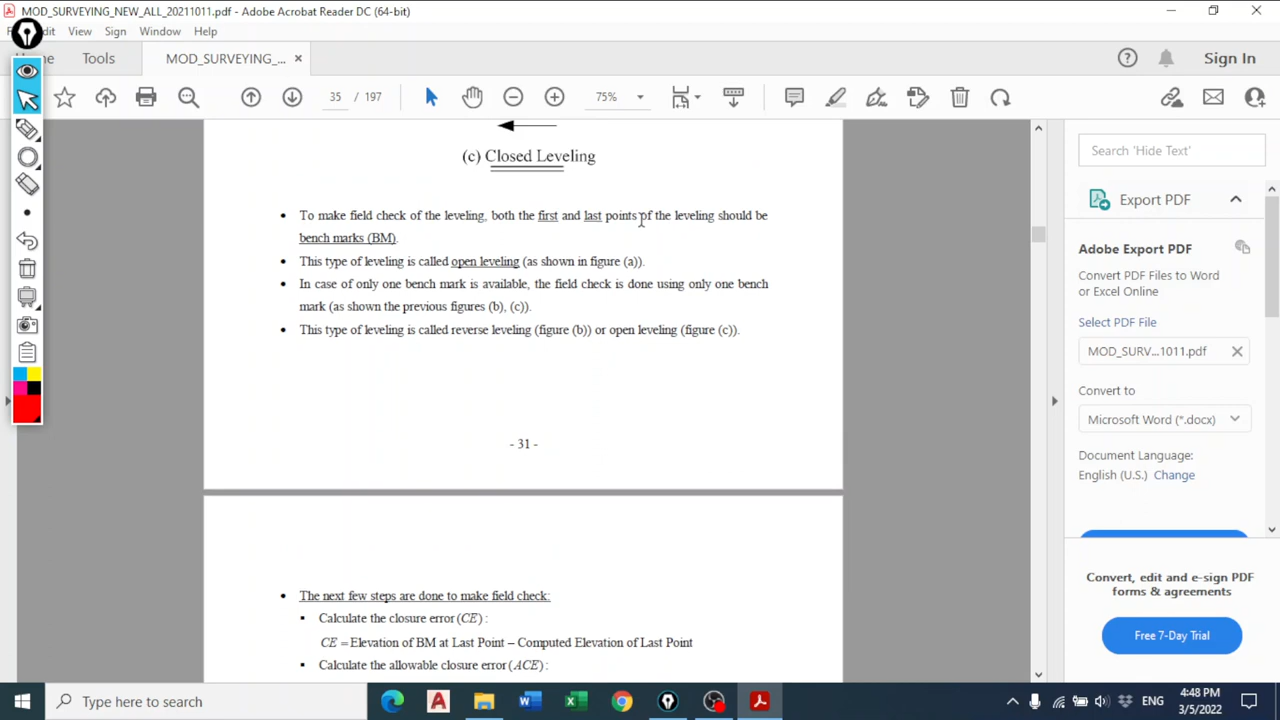 MOD_SURVEYING_NEW_ALL_20211011.pdf - Adobe Acrobat Reader DC (64-bit)
View Sign Window Help
Tools MOD_SURVEYING_... × Sign In
35 / 197 75%
(c) Closed Leveling
• To make field check of the leveling, both the first and last points of the leveling should be
bench marks (BM).
• This type of leveling is called open leveling (as shown in figure (a)).
• In case of only one bench mark is available, the field check is done using only one bench
mark (as shown the previous figures (b), (c)).
• This type of leveling is called reverse leveling (figure (b)) or open leveling (figure (c)).
- 31 -
• The next few steps are done to make field check:
▪ Calculate the closure error (CE) :
CE = Elevation of BM at Last Point – Computed Elevation of Last Point
▪ Calculate the allowable closure error (ACE) :
Search 'Hide Text'
Export PDF
Adobe Export PDF
Convert PDF Files to Word
or Excel Online
Select PDF File
MOD_SURV...1011.pdf
Convert to
Microsoft Word (*.docx)
Document Language:
English (U.S.) Change
Convert, edit and e-sign PDF
forms & agreements
Free 7-Day Trial
Type here to search
ENG
4:48 PM
3/5/2022